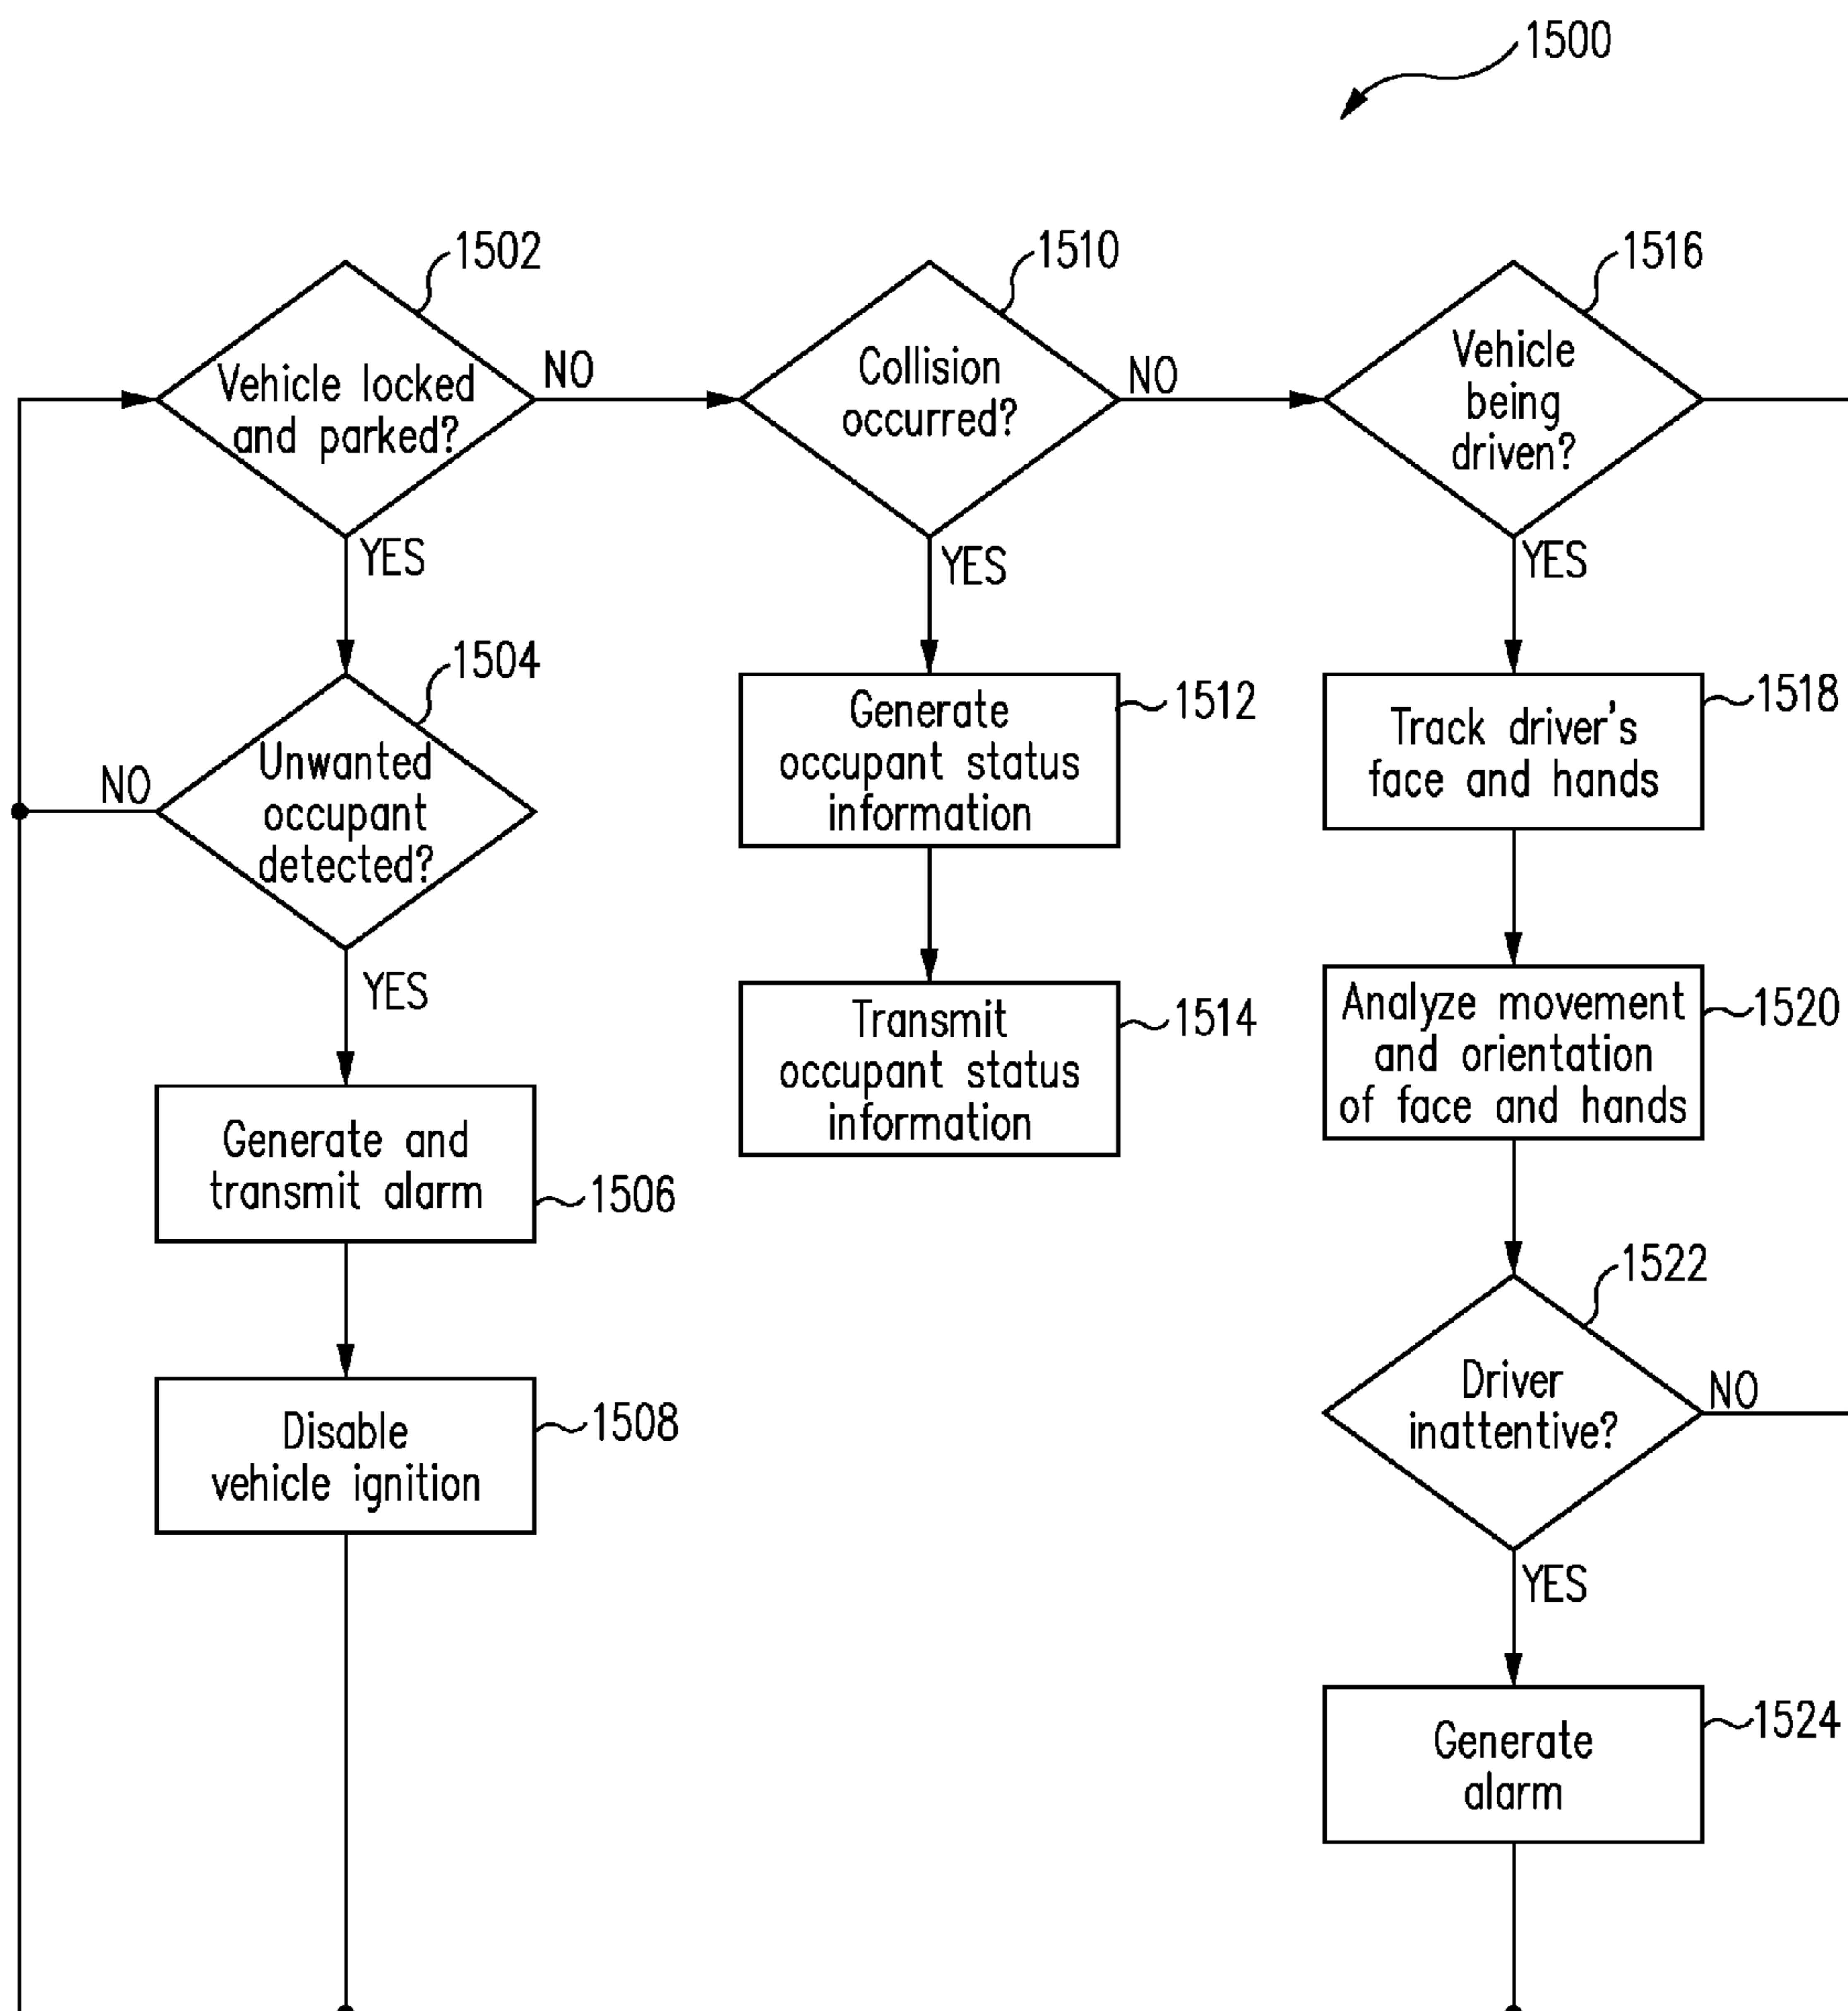 1500
1502
Vehicle locked
and parked?
NO
YES
1504
Unwanted
occupant
detected?
NO
YES
Generate and
transmit alarm
1506
Disable
vehicle ignition
1508
1510
Collision
occurred?
NO
YES
Generate
occupant status
information
1512
Transmit
occupant status
information
1514
1516
Vehicle
being
driven?
YES
Track driver's
face and hands
1518
Analyze movement
and orientation
of face and hands
1520
1522
Driver
inattentive?
NO
YES
Generate
alarm
1524